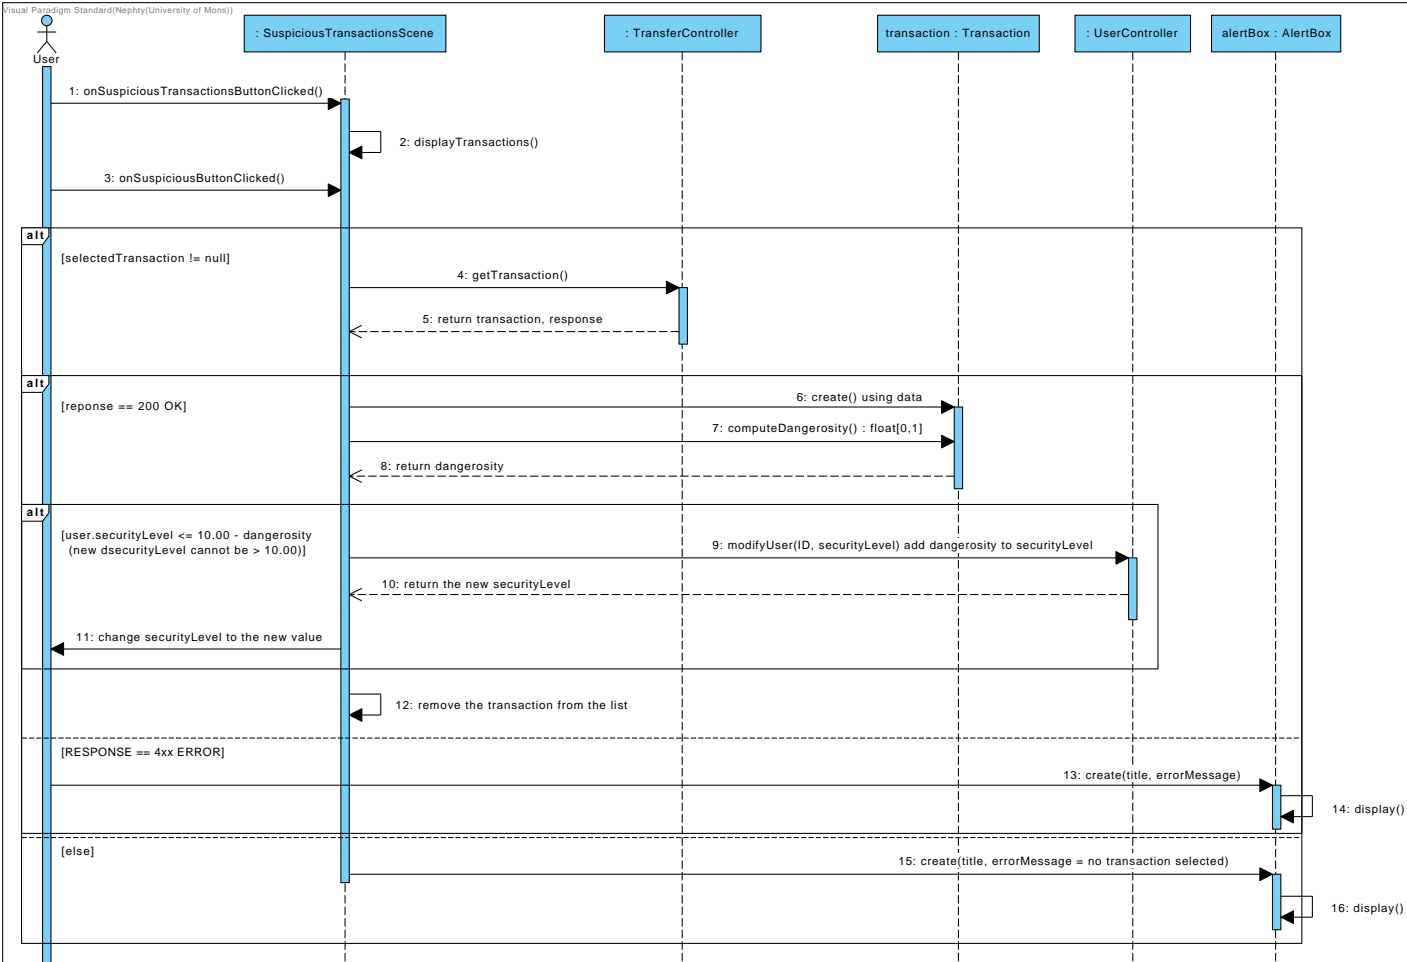 Visual Paradigm Standard(Nephty(University of Mons))
User
: SuspiciousTransactionsScene
: TransferController
transaction : Transaction
: UserController
alertBox : AlertBox
1: onSuspiciousTransactionsButtonClicked()
2: displayTransactions()
3: onSuspiciousButtonClicked()
alt
[selectedTransaction != null]
4: getTransaction()
5: return transaction, response
alt
[reponse == 200 OK]
6: create() using data
7: computeDangerosity() : float[0,1]
8: return dangerosity
alt
[user.securityLevel <= 10.00 - dangerosity
(new dsecurityLevel cannot be > 10.00)]
9: modifyUser(ID, securityLevel) add dangerosity to securityLevel
10: return the new securityLevel
11: change securityLevel to the new value
12: remove the transaction from the list
[RESPONSE == 4xx ERROR]
13: create(title, errorMessage)
14: display()
[else]
15: create(title, errorMessage = no transaction selected)
16: display()